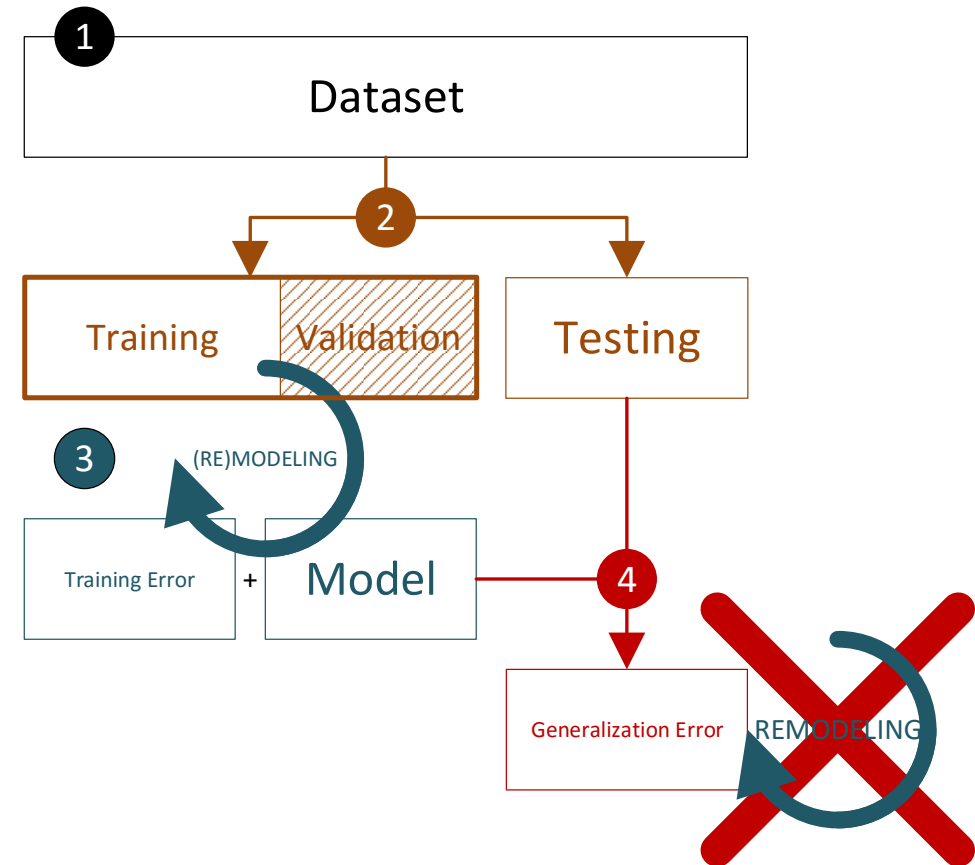 1
Dataset
2
Training
Validation
Testing
3
(RE)MODELING
Training Error
+
Model
4
Generalization Error
REMODELING